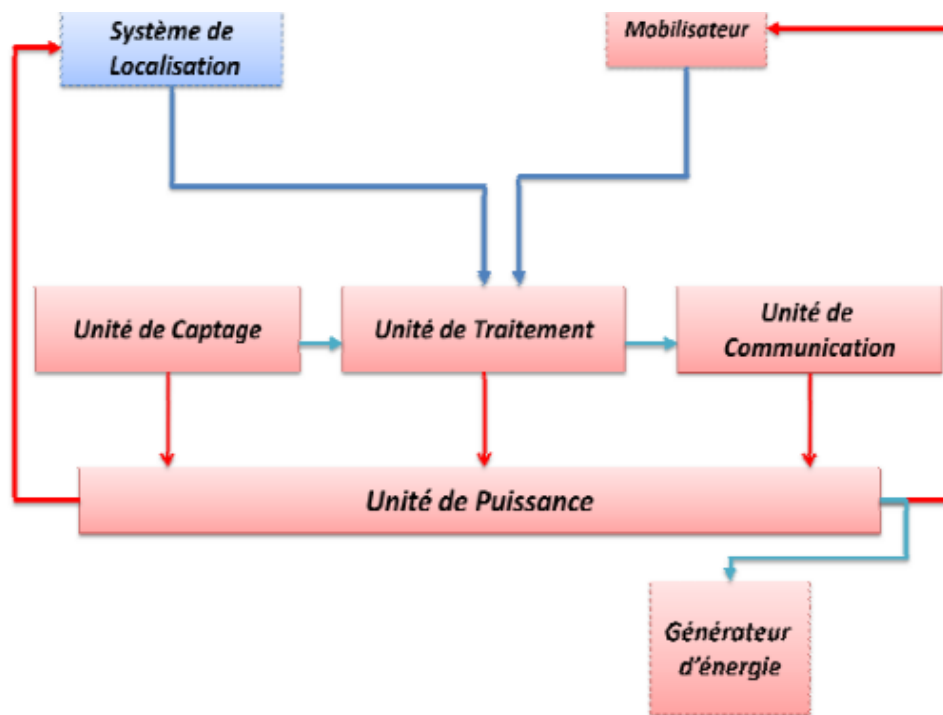 Système de
Localisation
Mobilisateur
Unité de Captage
Unité de Traitement
Unité de
Communication
Unité de Puissance
Générateur
d'énergie